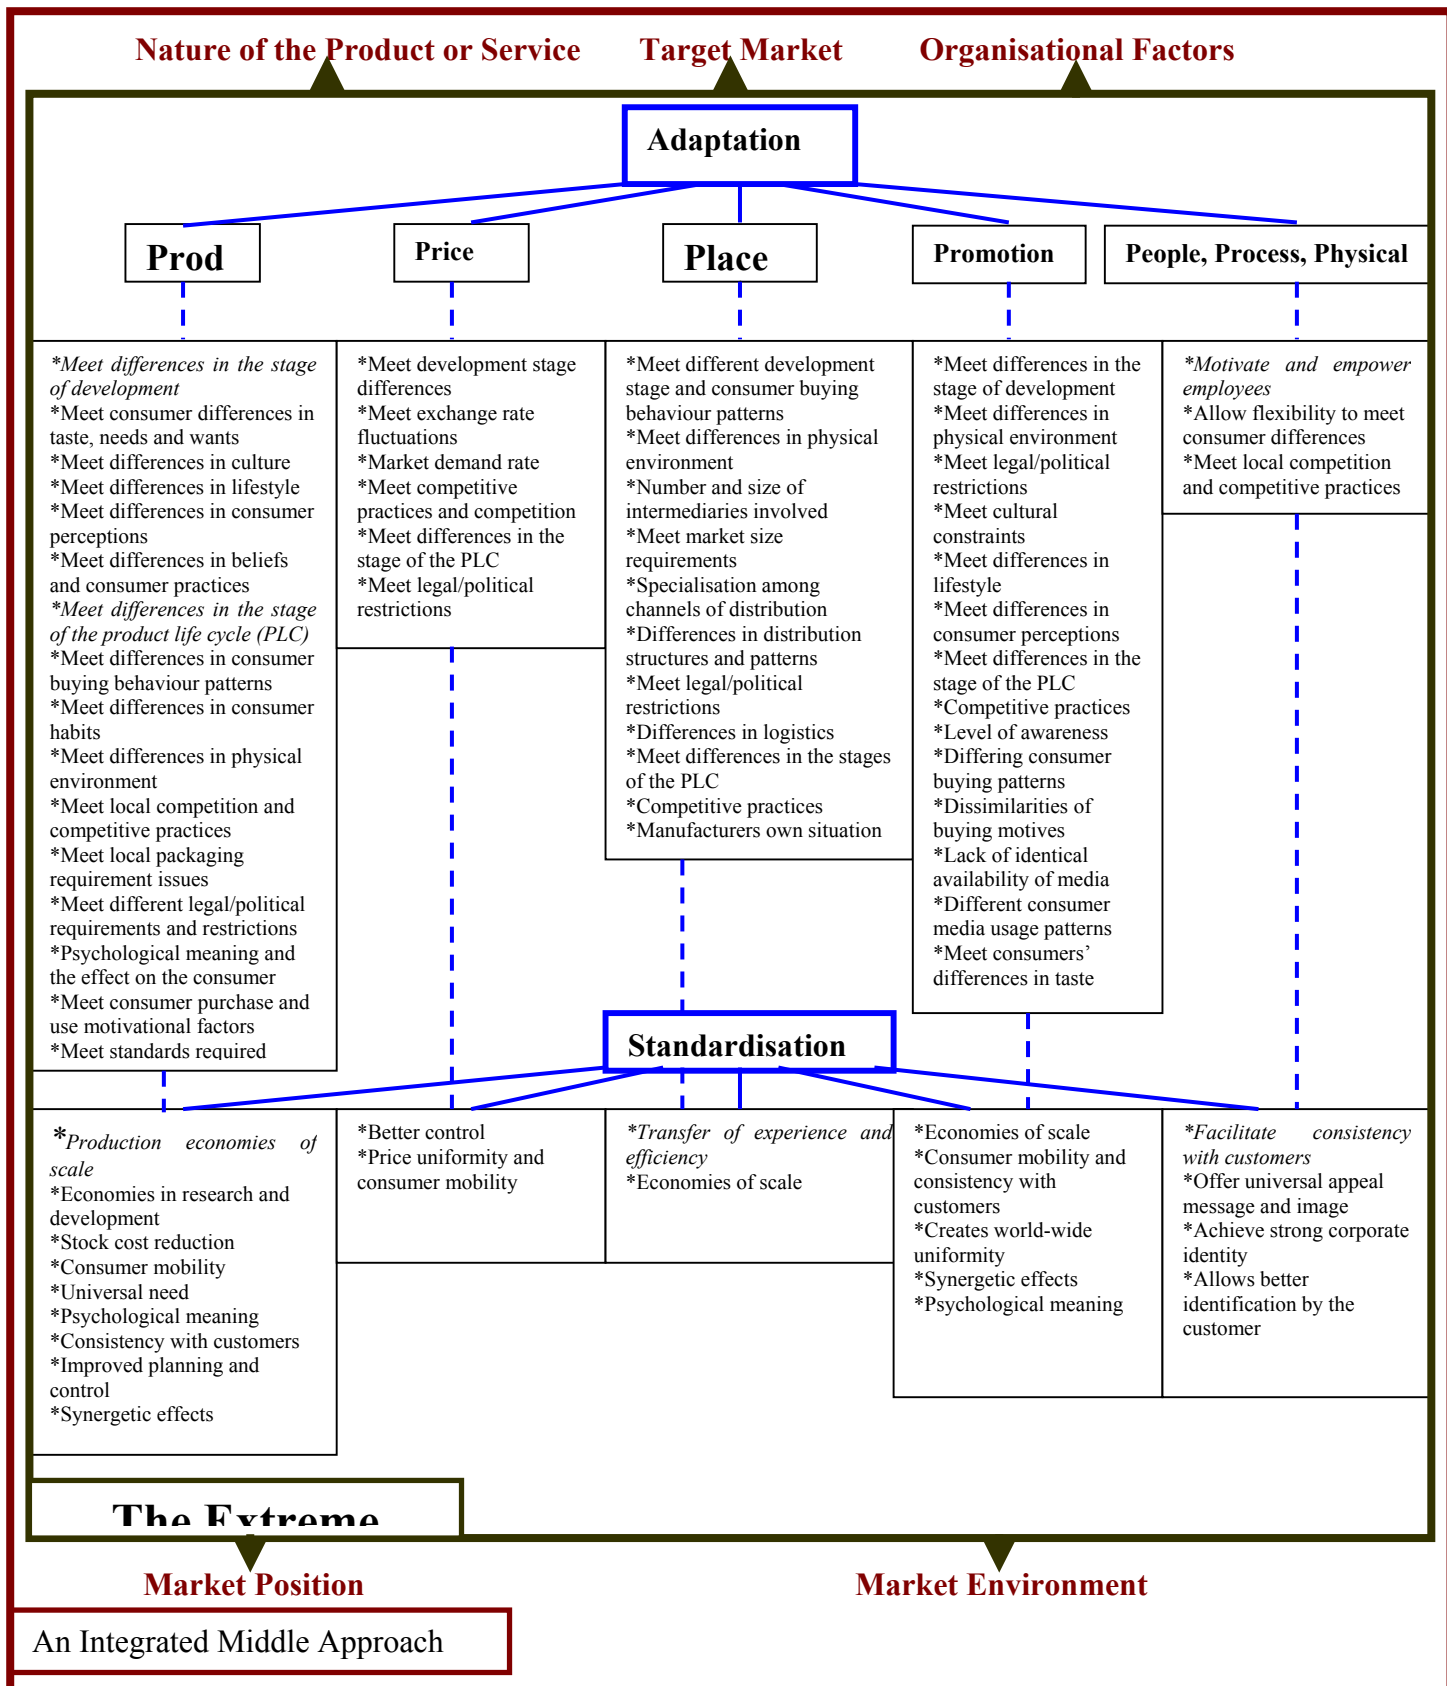 Nature of the Product or Service
Target Market
Organisational Factors
Adaptation
Prod
Price
Place
Promotion
People, Process, Physical
*Meet differences in the stage
of development
*Meet consumer differences in
taste, needs and wants
*Meet differences in culture
*Meet differences in lifestyle
*Meet differences in consumer
perceptions
*Meet differences in beliefs
and consumer practices
*Meet differences in the stage
of the product life cycle (PLC)
*Meet differences in consumer
buying behaviour patterns
*Meet differences in consumer
habits
*Meet differences in physical
environment
*Meet local competition and
competitive practices
*Meet local packaging
requirement issues
*Meet different legal/political
requirements and restrictions
*Psychological meaning and
the effect on the consumer
*Meet consumer purchase and
use motivational factors
*Meet standards required
*Meet development stage
differences
*Meet exchange rate
fluctuations
*Market demand rate
*Meet competitive
practices and competition
*Meet differences in the
stage of the PLC
*Meet legal/political
restrictions
*Meet different development
stage and consumer buying
behaviour patterns
*Meet differences in physical
environment
*Number and size of
intermediaries involved
*Meet market size
requirements
*Specialisation among
channels of distribution
*Differences in distribution
structures and patterns
*Meet legal/political
restrictions
*Differences in logistics
*Meet differences in the stages
of the PLC
*Competitive practices
*Manufacturers own situation
*Meet differences in the
stage of development
*Meet differences in
physical environment
*Meet legal/political
restrictions
*Meet cultural
constraints
*Meet differences in
lifestyle
*Meet differences in
consumer perceptions
*Meet differences in the
stage of the PLC
*Competitive practices
*Level of awareness
*Differing consumer
buying patterns
*Dissimilarities of
buying motives
*Lack of identical
availability of media
*Different consumer
media usage patterns
*Meet consumers’
differences in taste
*Motivate and empower
employees
*Allow flexibility to meet
consumer differences
*Meet local competition
and competitive practices
Standardisation
*Production economies of
scale
*Economies in research and
development
*Stock cost reduction
*Consumer mobility
*Universal need
*Psychological meaning
*Consistency with customers
*Improved planning and
control
*Synergetic effects
*Better control
*Price uniformity and
consumer mobility
*Transfer of experience and
efficiency
*Economies of scale
*Economies of scale
*Consumer mobility and
consistency with
customers
*Creates world-wide
uniformity
*Synergetic effects
*Psychological meaning
*Facilitate consistency
with customers
*Offer universal appeal
message and image
*Achieve strong corporate
identity
*Allows better
identification by the
customer
The Extreme
Market Position
Market Environment
An Integrated Middle Approach